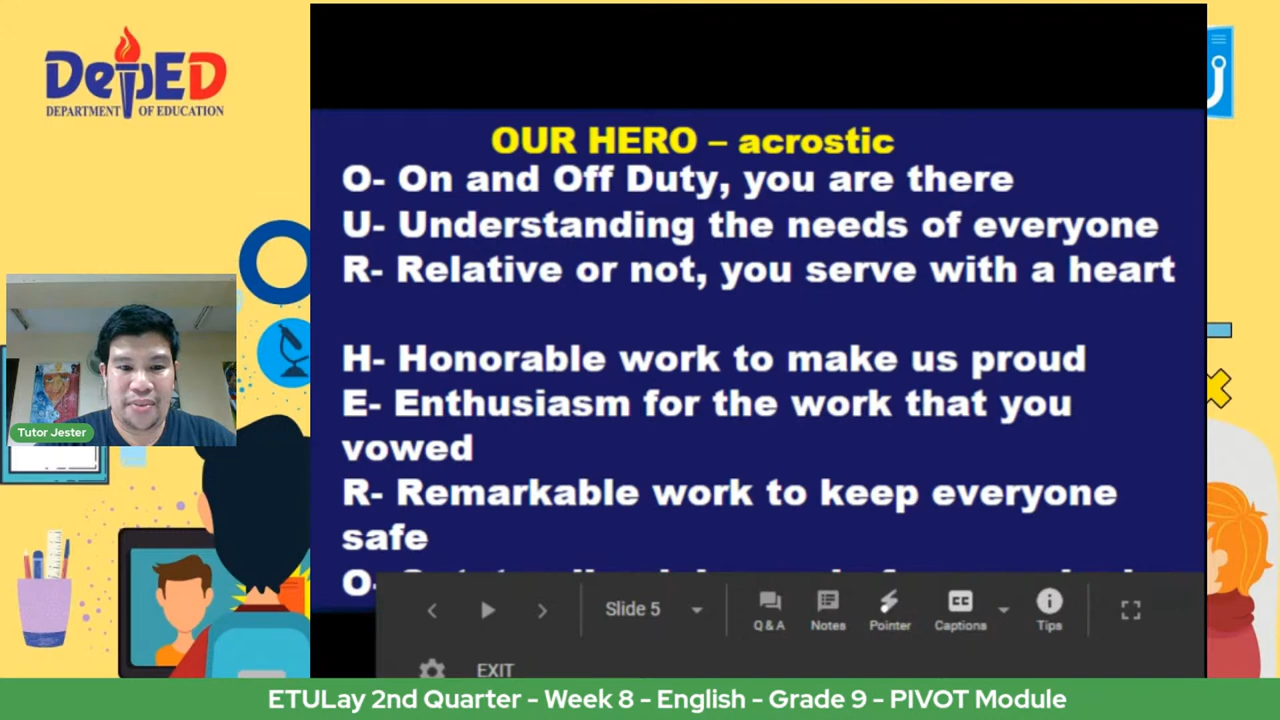 DepED
DEPARTMENT OF EDUCATION
OUR HERO – acrostic
O- On and Off Duty, you are there
U- Understanding the needs of everyone
R- Relative or not, you serve with a heart
H- Honorable work to make us proud
E- Enthusiasm for the work that you
vowed
R- Remarkable work to keep everyone
safe
O-
Tutor Jester
Slide 5
Q & A
Notes
Pointer
CC
Captions
Tips
EXIT
ETULay 2nd Quarter - Week 8 - English - Grade 9 - PIVOT Module